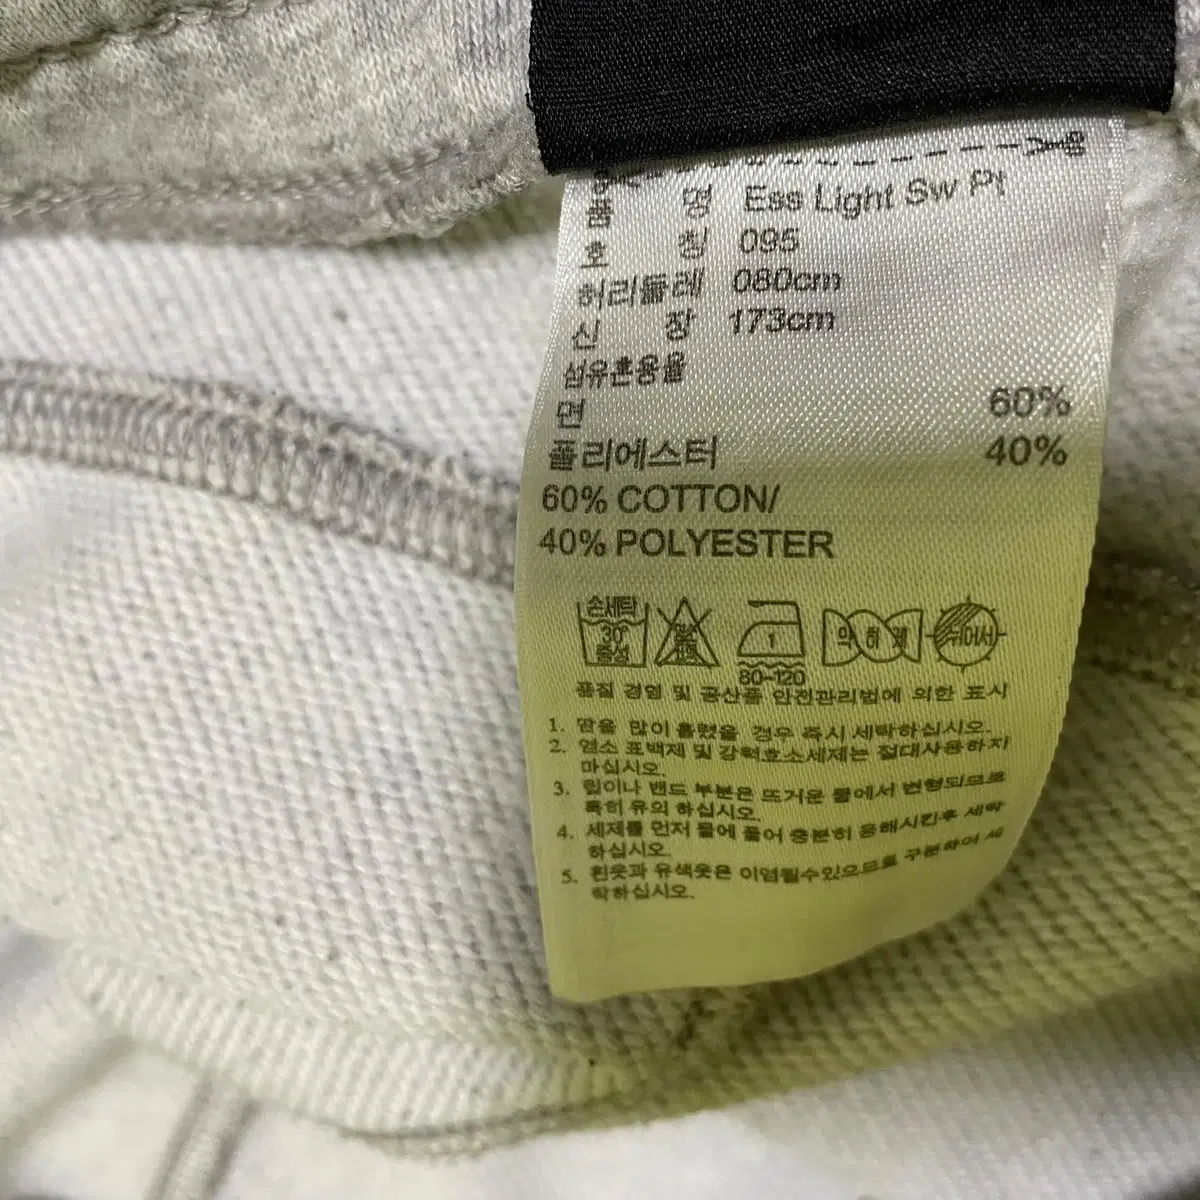 품 명 Ess Light Sw Pt
호 칭 095
허리둘레 080cm
신 장 173cm
섬유혼용율
면 60%
폴리에스터 40%
60% COTTON/
40% POLYESTER
손세탁
30°
중성
1
80-120
약하게
뉘어서
품질 경영 및 공산품 안전관리법에 의한 표시
1. 땀을 많이 흘렸을 경우 즉시 세탁하십시오.
2. 염소 표백제 및 강력효소세제는 절대사용하지
마십시오.
3. 립이나 밴드 부분은 뜨거운 물에서 변형되므로
특히 유의 하십시오.
4. 세제를 먼저 물에 풀어 충분히 용해시킨후 세탁
하십시오.
5. 흰옷과 유색옷은 이염될수있으므로 구분하여 세
탁하십시오.